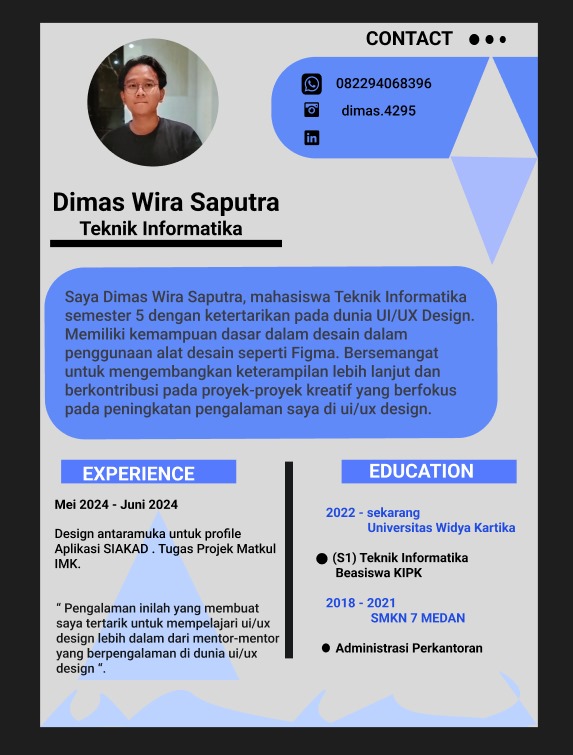 CONTACT
082294068396
dimas.4295
in
Dimas Wira Saputra
Teknik Informatika
Saya Dimas Wira Saputra, mahasiswa Teknik Informatika
semester 5 dengan ketertarikan pada dunia UI/UX Design.
Memiliki kemampuan dasar dalam desain dalam
penggunaan alat desain seperti Figma. Bersemangat
untuk mengembangkan keterampilan lebih lanjut dan
berkontribusi pada proyek-proyek kreatif yang berfokus
pada peningkatan pengalaman saya di ui/ux design.
EXPERIENCE
Mei 2024 - Juni 2024
Design antaramuka untuk profile
Aplikasi SIAKAD . Tugas Projek Matkul
IMK.
“ Pengalaman inilah yang membuat
saya tertarik untuk mempelajari ui/ux
design lebih dalam dari mentor-mentor
yang berpengalaman di dunia ui/ux
design “.
EDUCATION
2022 - sekarang
Universitas Widya Kartika
(S1) Teknik Informatika
Beasiswa KIPK
2018 - 2021
SMKN 7 MEDAN
Administrasi Perkantoran